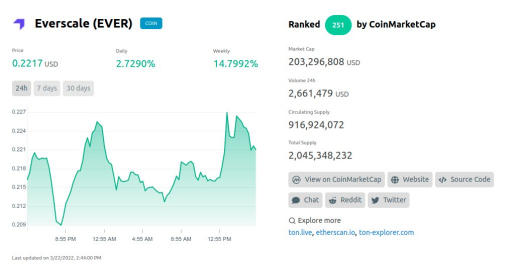 Everscale (EVER) COIN
Price
0.2217 USD
Daily
2.7290%
Weekly
14.7992%
24h 7 days 30 days
0.227
0.224
0.221
0.218
0.215
0.212
0.209
8:55 PM 12:55 AM 4:55 AM 8:55 AM 12:55 PM
Last updated on 3/22/2022, 2:44:00 PM
Ranked 251 by CoinMarketCap
Market Cap
203,296,808 USD
Volume 24h
2,661,479 USD
Circulating Supply
916,924,072
Total Supply
2,045,348,232
View on CoinMarketCap Website Source Code
Chat Reddit Twitter
Explore more
ton.live, etherscan.io, ton-explorer.com